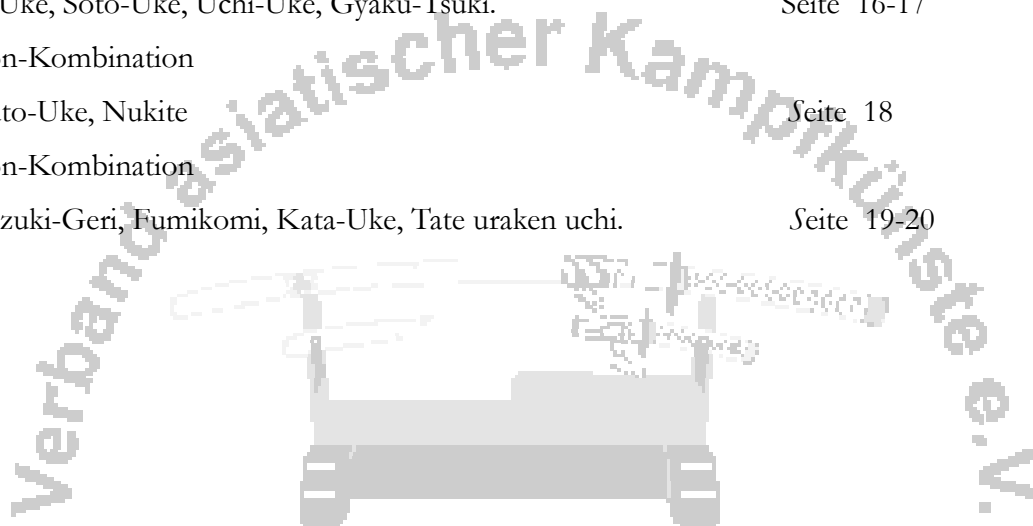 Uke, Soto-Uke, Uchi-Uke, Gyaku-Tsuki. Seite 16-17
n-Kombination
to-Uke, Nukite Seite 18
n-Kombination
zuki-Geri, Fumikomi, Kata-Uke, Tate uraken uchi. Seite 19-20
Verband asiatischer Kampfkünste e.V.